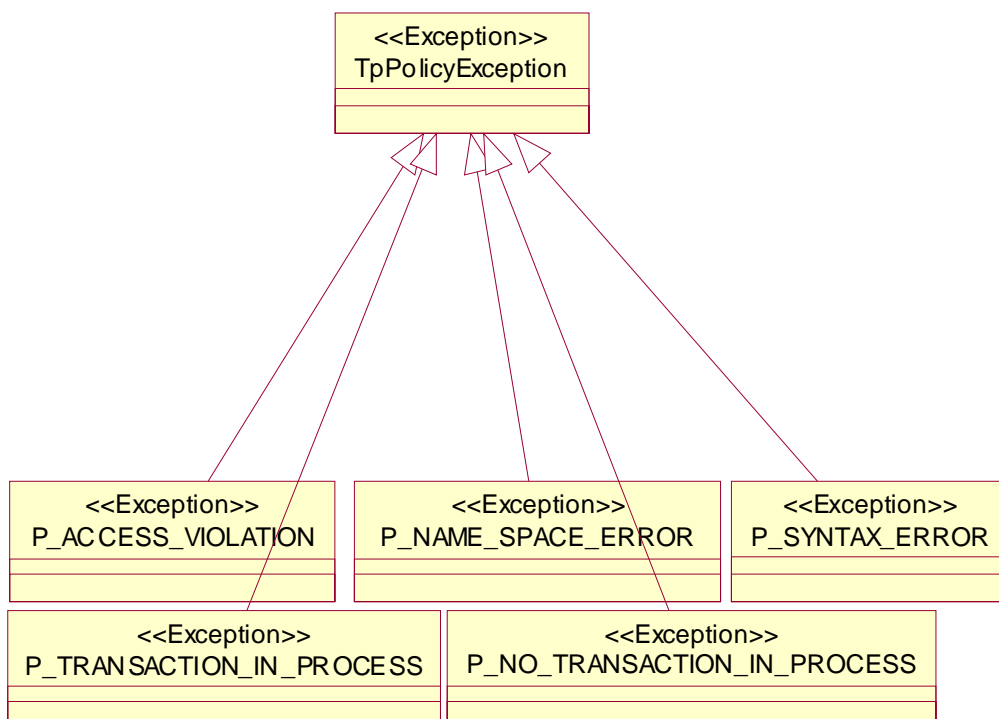 <<Exception>>
TpPolicyException
<<Exception>>
P_ACCESS_VIOLATION
<<Exception>>
P_NAME_SPACE_ERROR
<<Exception>>
P_SYNTAX_ERROR
<<Exception>>
P_TRANSACTION_IN_PROCESS
<<Exception>>
P_NO_TRANSACTION_IN_PROCESS